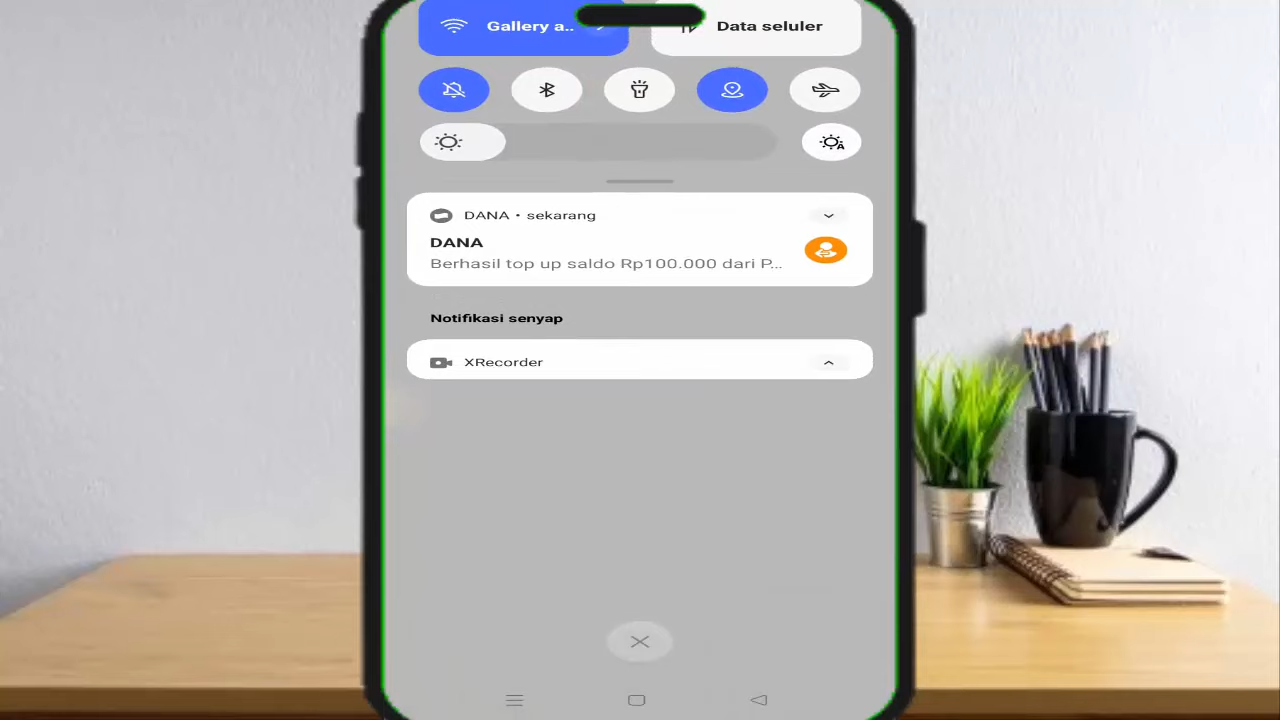 Gallery a..
Data seluler
DANA • sekarang
DANA
Berhasil top up saldo Rp100.000 dari P...
Notifikasi senyap
XRecorder